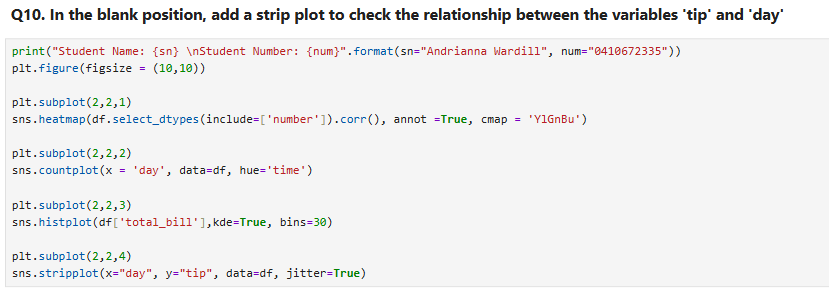 Q10. In the blank position, add a strip plot to check the relationship between the variables 'tip' and 'day'
print("Student Name: {sn} \nStudent Number: {num}".format(sn="Andrianna Wardill", num="0410672335"))
plt.figure(figsize = (10,10))
plt.subplot(2,2,1)
sns.heatmap(df.select_dtypes(include=['number']).corr(), annot =True, cmap = 'YlGnBu')
plt.subplot(2,2,2)
sns.countplot(x = 'day', data=df, hue='time')
plt.subplot(2,2,3)
sns.histplot(df['total_bill'],kde=True, bins=30)
plt.subplot(2,2,4)
sns.stripplot(x="day", y="tip", data=df, jitter=True)